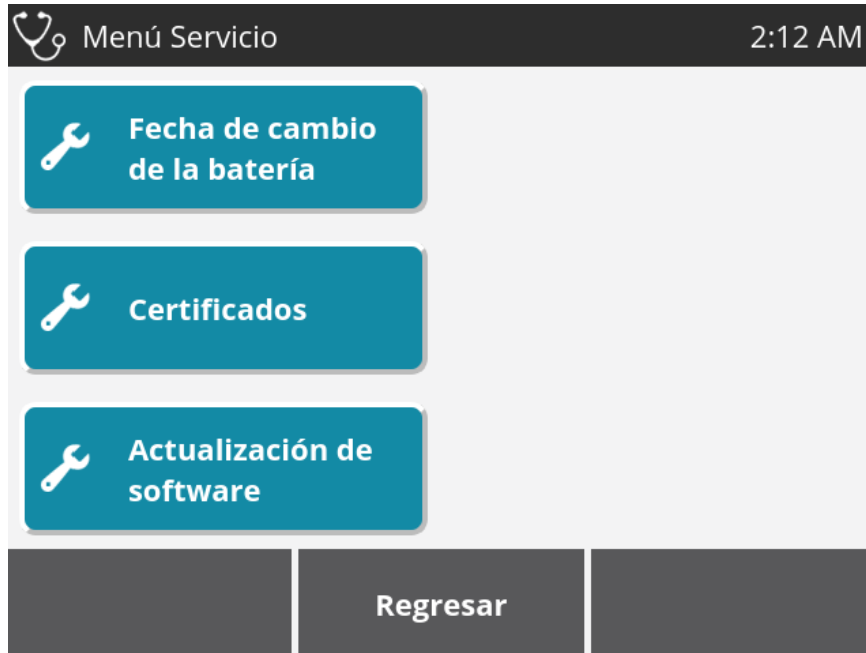 Menú Servicio
2:12 AM
Fecha de cambio
de la batería
Certificados
Actualización de
software
Regresar